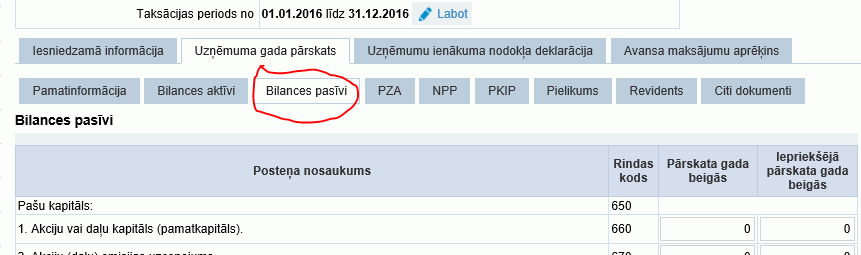 Taksācijas periods no 01.01.2016 līdz 31.12.2016 Labot
Iesniedzamā informācija Uzņēmuma gada pārskats Uzņēmumu ienākuma nodokļa deklarācija Avansa maksājumu aprēķins
Pamatinformācija Bilances aktīvi Bilances pasīvi PZA NPP PKIP Pielikums Revidents Citi dokumenti
Bilances pasīvi
Posteņa nosaukums Rindas kods Pārskata gada beigās Iepriekšējā pārskata gada beigās
Pašu kapitāls: 650
1. Akciju vai daļu kapitāls (pamatkapitāls). 660 0 0